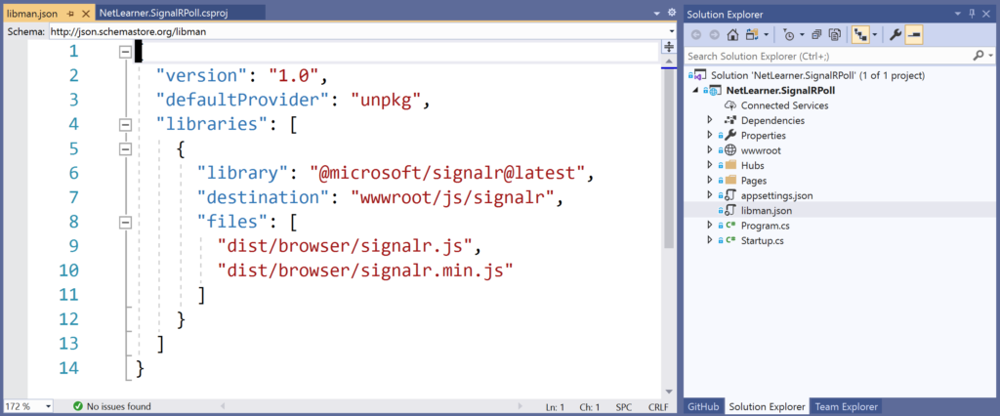 libman.json
NetLearner.SignalRPoll.csproj
Schema: http://json.schemastore.org/libman
1
2 "version": "1.0",
3 "defaultProvider": "unpkg",
4 "libraries": [
5 {
6 "library": "@microsoft/signalr@latest",
7 "destination": "wwwroot/js/signalr",
8 "files": [
9 "dist/browser/signalr.js",
10 "dist/browser/signalr.min.js"
11 ]
12 }
13 ]
14 }
172 %
No issues found
Ln: 1 Ch: 1 SPC CRLF
Solution Explorer
Search Solution Explorer (Ctrl+;)
Solution 'NetLearner.SignalRPoll' (1 of 1 project)
NetLearner.SignalRPoll
Connected Services
Dependencies
Properties
wwwroot
Hubs
Pages
appsettings.json
libman.json
C# Program.cs
C# Startup.cs
GitHub Solution Explorer Team Explorer